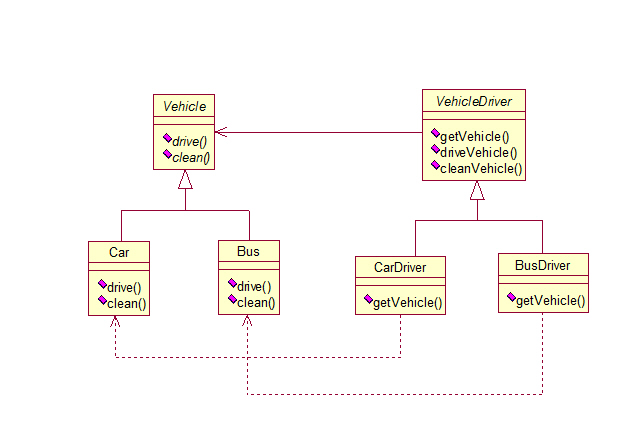 Vehicle
drive()
clean()
VehicleDriver
getVehicle()
driveVehicle()
cleanVehicle()
Car
drive()
clean()
Bus
drive()
clean()
CarDriver
getVehicle()
BusDriver
getVehicle()